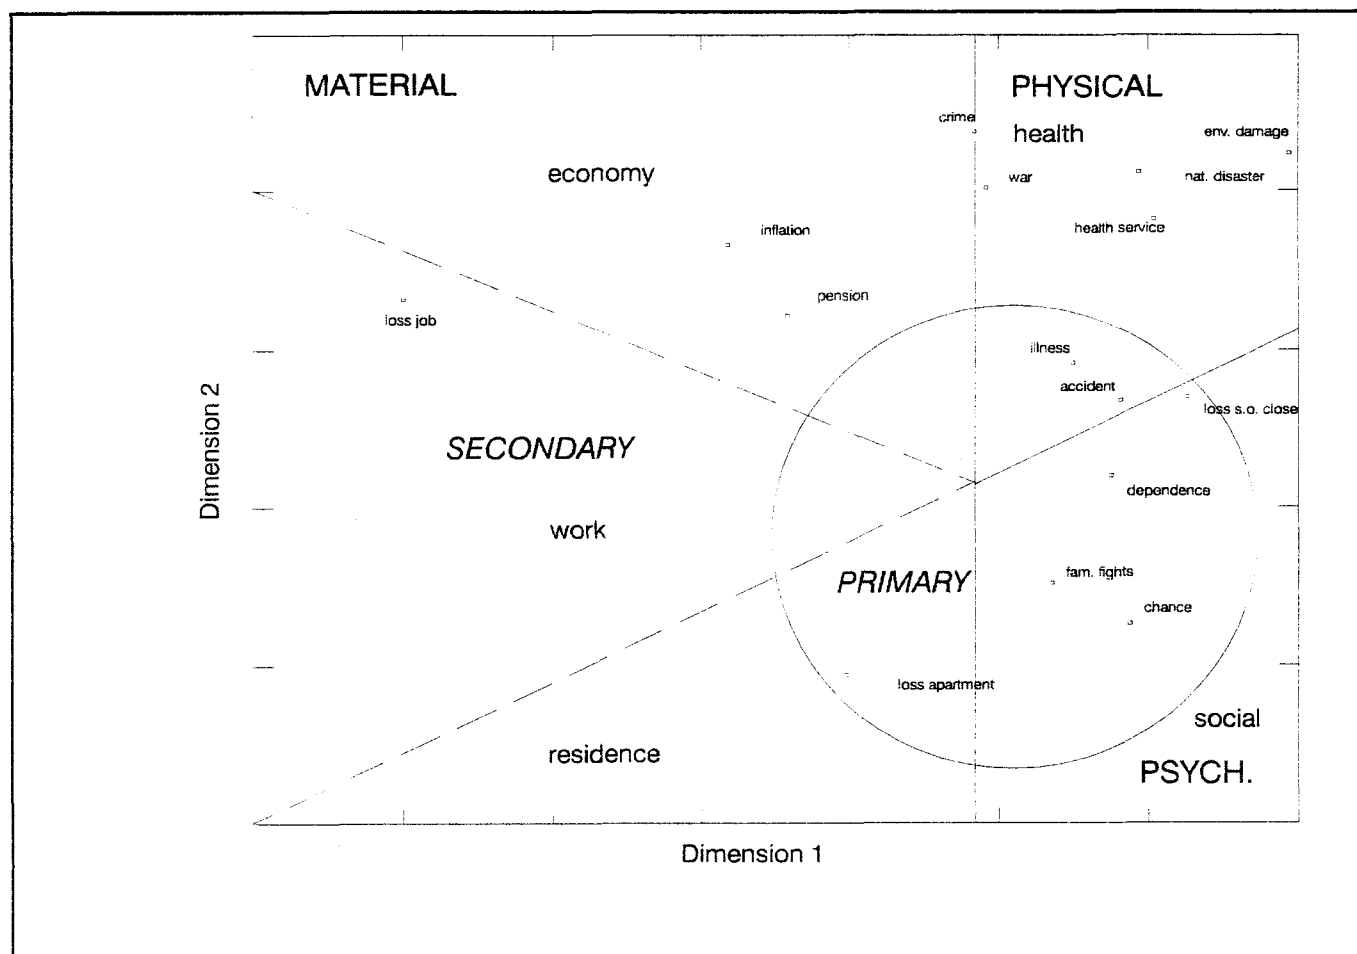 MATERIAL
PHYSICAL
crime
health
env. damage
economy
war
nat. disaster
inflation
health service
pension
loss job
illness
accident
loss s.o. close
SECONDARY
dependence
work
PRIMARY
fam. fights
chance
loss apartment
social
residence
PSYCH.
Dimension 2
Dimension 1